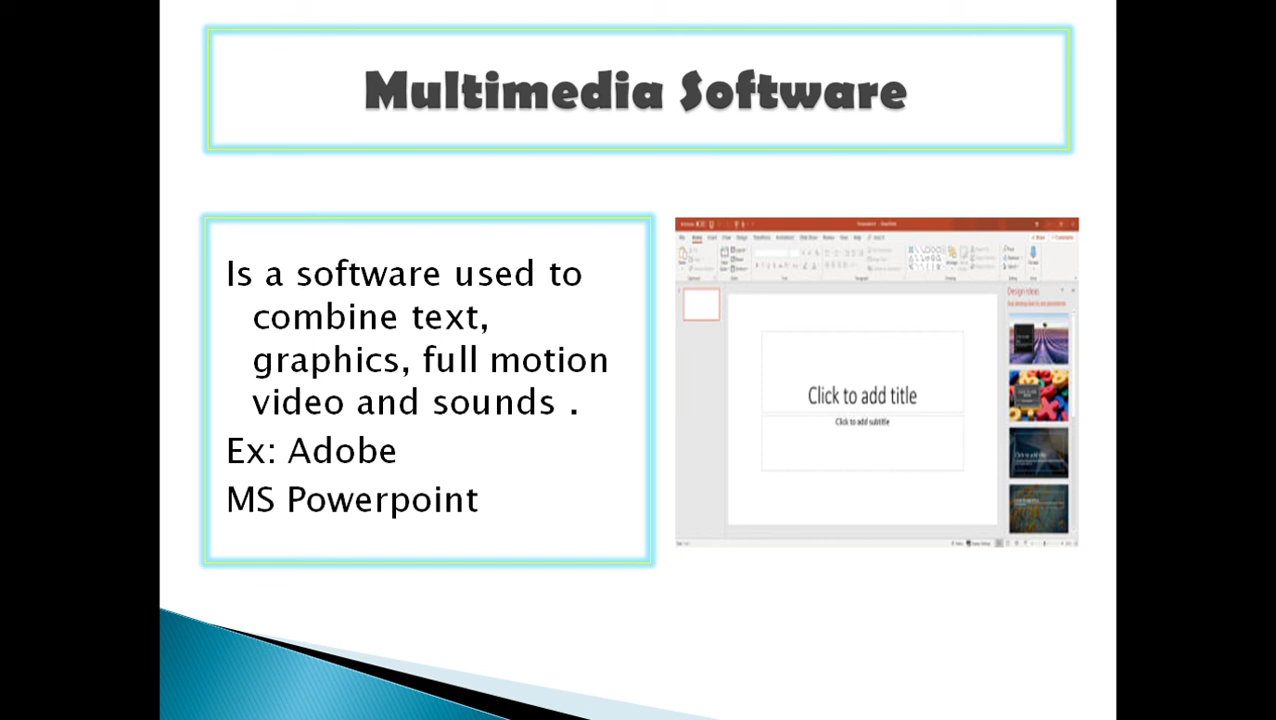 Multimedia Software
Is a software used to
combine text,
graphics, full motion
video and sounds .
Ex: Adobe
MS Powerpoint
Design Ideas
Click to add title
Click to add subtitle